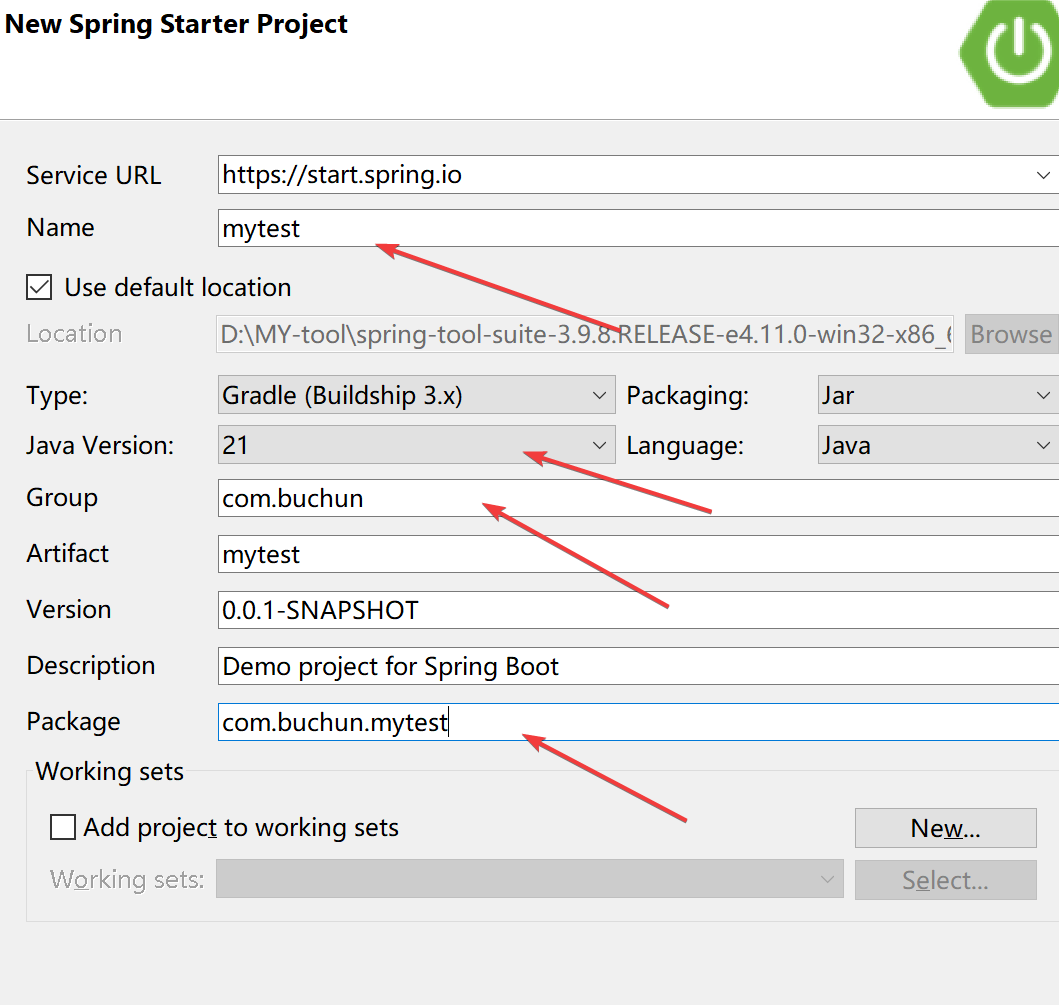 New Spring Starter Project
Service URL https://start.spring.io
Name mytest
Use default location
Location D:\MY-tool\spring-tool-suite-3.9.8.RELEASE-e4.11.0-win32-x86_6 Browse
Type: Gradle (Buildship 3.x) Packaging: Jar
Java Version: 21 Language: Java
Group com.buchun
Artifact mytest
Version 0.0.1-SNAPSHOT
Description Demo project for Spring Boot
Package com.buchun.mytest
Working sets
Add project to working sets New...
Working sets: Select...